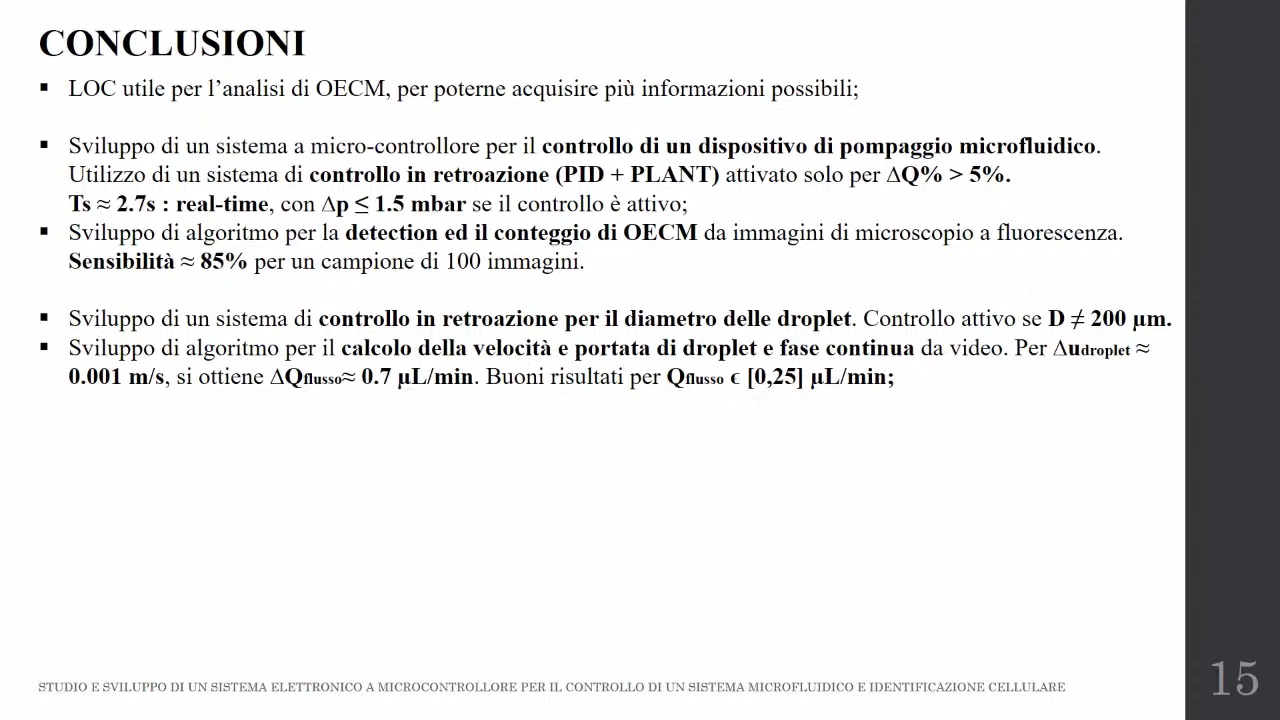 CONCLUSIONI
▪ LOC utile per l’analisi di OECM, per poterne acquisire più informazioni possibili;
▪ Sviluppo di un sistema a micro-controllore per il controllo di un dispositivo di pompaggio microfluidico.
Utilizzo di un sistema di controllo in retroazione (PID + PLANT) attivato solo per ΔQ% > 5%.
Ts ≈ 2.7s : real-time, con Δp ≤ 1.5 mbar se il controllo è attivo;
▪ Sviluppo di algoritmo per la detection ed il conteggio di OECM da immagini di microscopio a fluorescenza.
Sensibilità ≈ 85% per un campione di 100 immagini.
▪ Sviluppo di un sistema di controllo in retroazione per il diametro delle droplet. Controllo attivo se D ≠ 200 µm.
▪ Sviluppo di algoritmo per il calcolo della velocità e portata di droplet e fase continua da video. Per Δudroplet ≈
0.001 m/s, si ottiene ΔQflusso≈ 0.7 µL/min. Buoni risultati per Qflusso ϵ [0,25] µL/min;
STUDIO E SVILUPPO DI UN SISTEMA ELETTRONICO A MICROCONTROLLORE PER IL CONTROLLO DI UN SISTEMA MICROFLUIDICO E IDENTIFICAZIONE CELLULARE
15